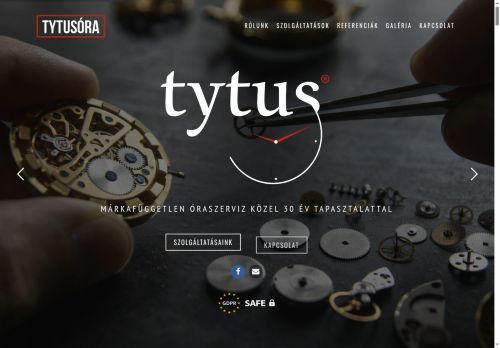 TYTUSÓRA
RÓLUNK SZOLGÁLTATÁSOK REFERENCIÁK GALÉRIA KAPCSOLAT
tytus®
MÁRKAFÜGGETLEN ÓRASZERVIZ KÖZEL 30 ÉV TAPASZTALATTAL
SZOLGÁLTATÁSAINK KAPCSOLAT
GDPR SAFE